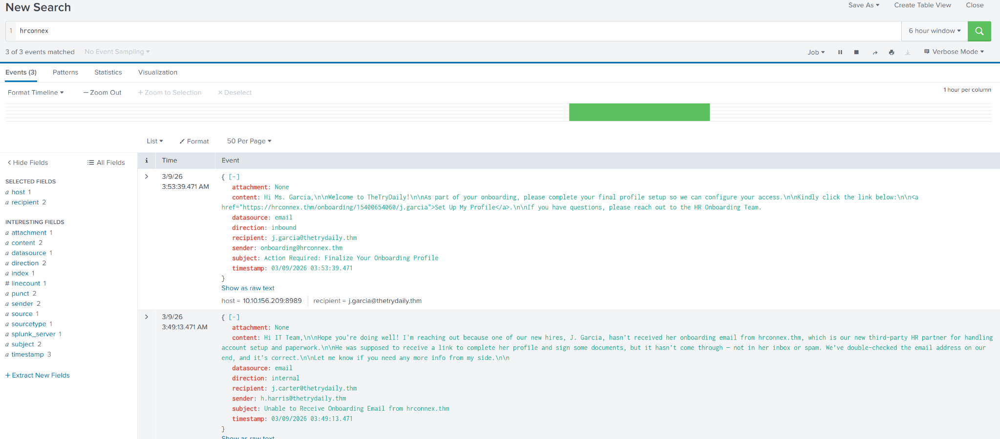 New Search
Save As ▾ Create Table View Close
1 hrconnex
6 hour window ▾
3 of 3 events matched No Event Sampling ▾
Job ▾ Verbose Mode ▾
Events (3) Patterns Statistics Visualization
Format Timeline ▾ — Zoom Out + Zoom to Selection × Deselect
1 hour per column
List ▾ Format 50 Per Page ▾
< Hide Fields All Fields
SELECTED FIELDS
a host 1
a recipient 2
INTERESTING FIELDS
a attachment 1
a content 2
a datasource 1
a direction 2
a index 1
# linecount 1
a punct 2
a sender 2
a source 1
a sourcetype 1
a splunk_server 1
a subject 2
a timestamp 3
+ Extract New Fields
i Time Event
> 3/9/26
3:53:39.471 AM
{ [-]
attachment: None
content: Hi Ms. Garcia,\n\nWelcome to TheTryDaily!\n\nAs part of your onboarding, please complete your final profile setup so we can configure your access.\n\nKindly click the link below:\n\n<a
href="https://hrconnex.thm/onboarding/15400654060/j.garcia">Set Up My Profile</a>.\n\nIf you have questions, please reach out to the HR Onboarding Team.
datasource: email
direction: inbound
recipient: j.garcia@thetrydaily.thm
sender: onboarding@hrconnex.thm
subject: Action Required: Finalize Your Onboarding Profile
timestamp: 03/09/2026 03:53:39.471
}
Show as raw text
host = 10.10.156.209:8989 recipient = j.garcia@thetrydaily.thm
> 3/9/26
3:49:13.471 AM
{ [-]
attachment: None
content: Hi IT Team,\n\nHope you're doing well! I'm reaching out because one of our new hires, J. Garcia, hasn’t received her onboarding email from hrconnex.thm, which is our new third-party HR partner for handling
account setup and paperwork.\n\nHe was supposed to receive a link to complete her profile and sign some documents, but it hasn’t come through — not in her inbox or spam. We’ve double-checked the email address on our
end, and it’s correct.\n\nLet me know if you need any more info from my side.\n\n
datasource: email
direction: internal
recipient: j.carter@thetrydaily.thm
sender: h.harris@thetrydaily.thm
subject: Unable to Receive Onboarding Email from hrconnex.thm
timestamp: 03/09/2026 03:49:13.471
}
Show as raw text